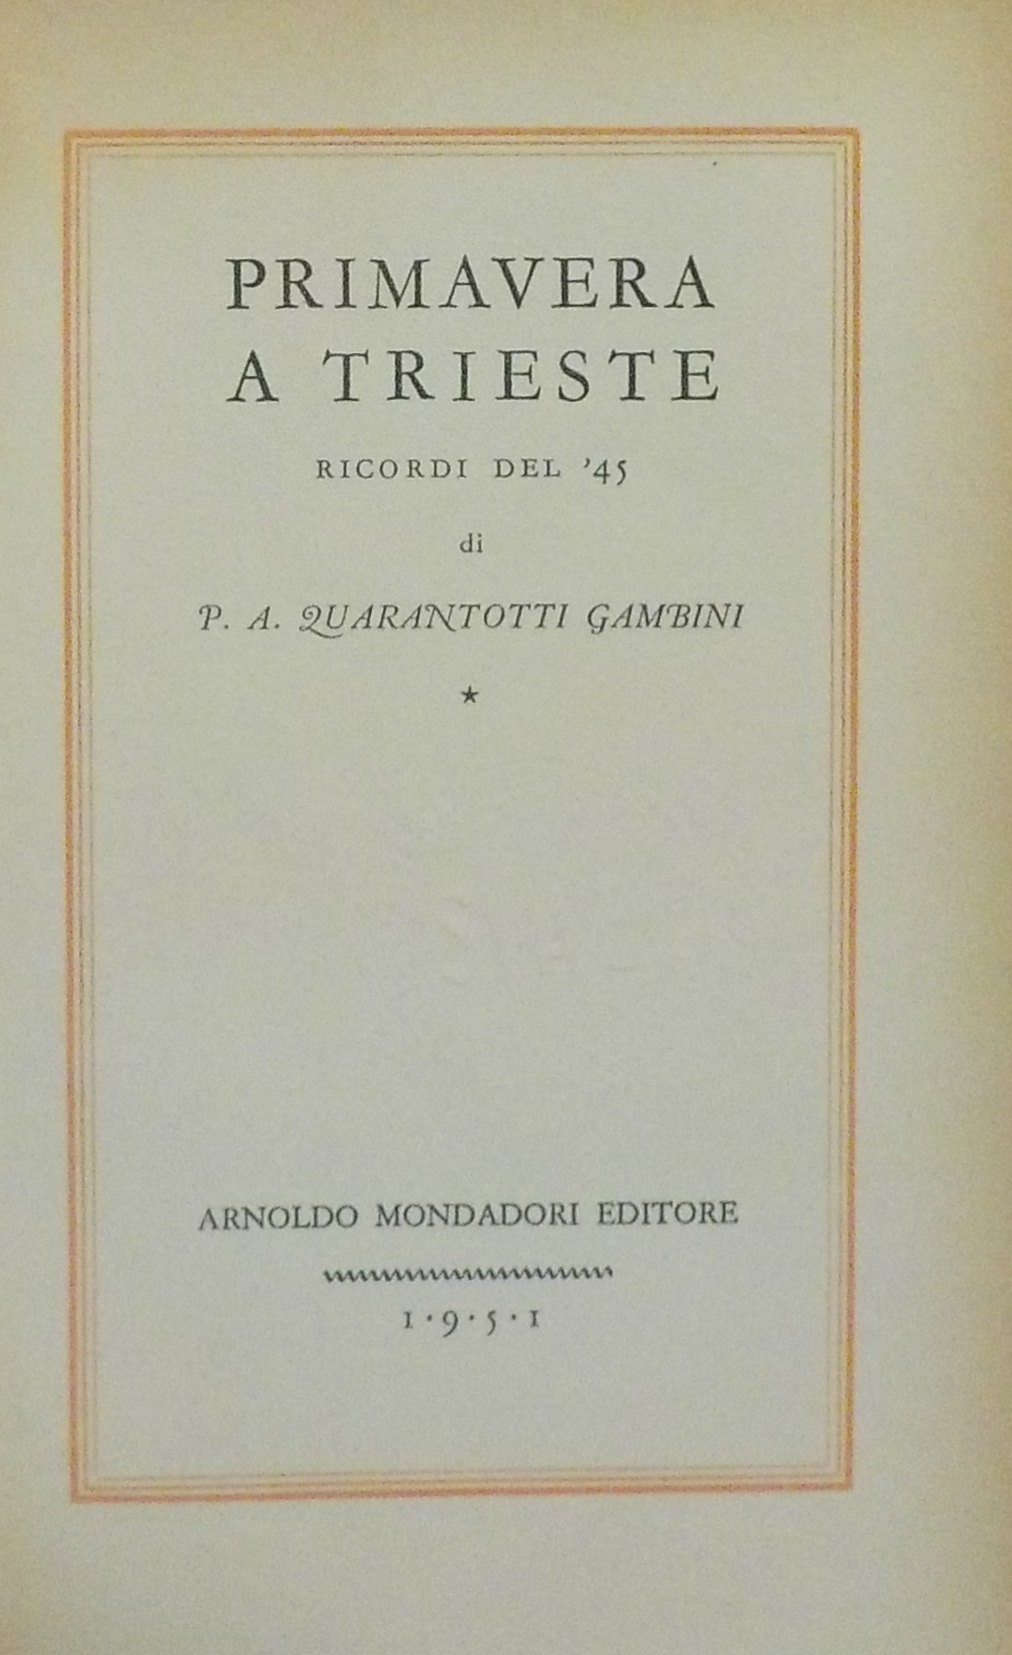 PRIMAVERA
A TRIESTE
RICORDI DEL ’45
di
P. A. QUARANTOTTI GAMBINI
★
ARNOLDO MONDADORI EDITORE
1·9·5·1